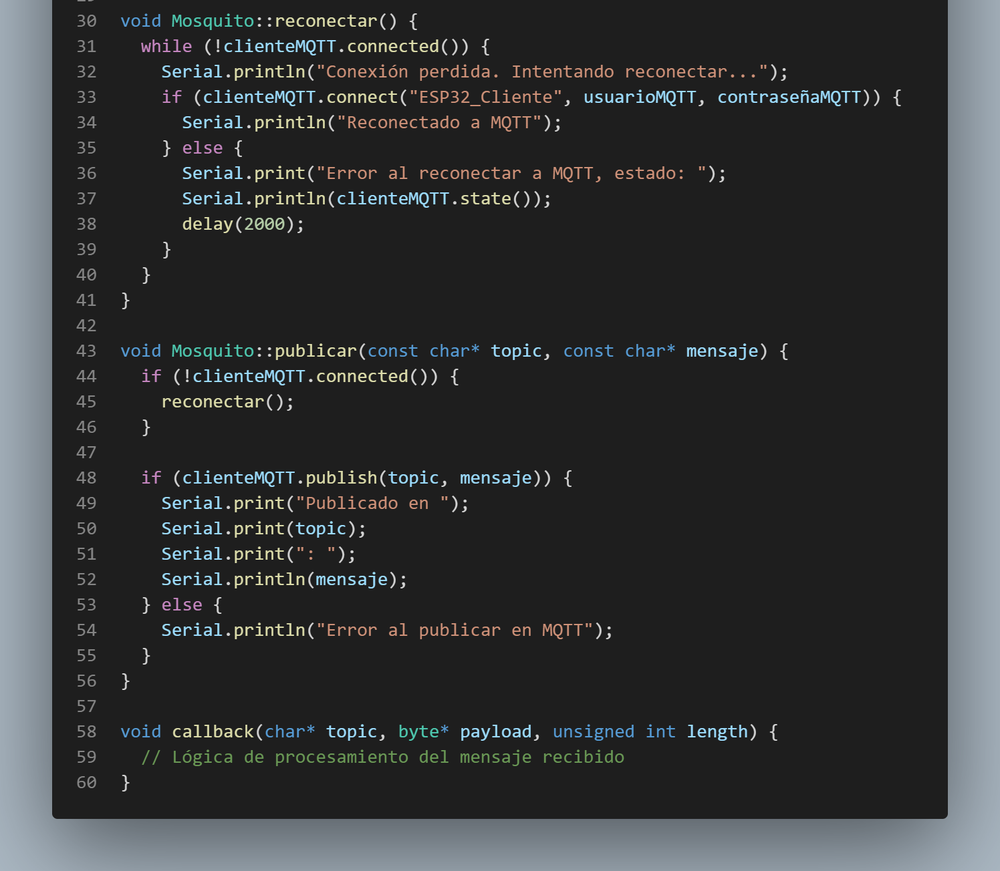 30 void Mosquito::reconectar() {
31   while (!clienteMQTT.connected()) {
32     Serial.println("Conexión perdida. Intentando reconectar...");
33     if (clienteMQTT.connect("ESP32_Cliente", usuarioMQTT, contraseñaMQTT)) {
34       Serial.println("Reconectado a MQTT");
35     } else {
36       Serial.print("Error al reconectar a MQTT, estado: ");
37       Serial.println(clienteMQTT.state());
38       delay(2000);
39     }
40   }
41 }
42
43 void Mosquito::publicar(const char* topic, const char* mensaje) {
44   if (!clienteMQTT.connected()) {
45     reconectar();
46   }
47
48   if (clienteMQTT.publish(topic, mensaje)) {
49     Serial.print("Publicado en ");
50     Serial.print(topic);
51     Serial.print(": ");
52     Serial.println(mensaje);
53   } else {
54     Serial.println("Error al publicar en MQTT");
55   }
56 }
57
58 void callback(char* topic, byte* payload, unsigned int length) {
59   // Lógica de procesamiento del mensaje recibido
60 }